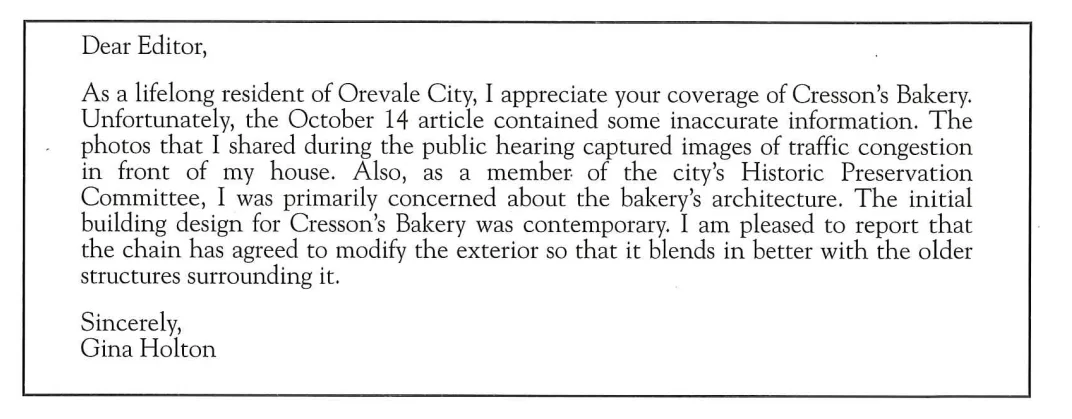 Dear Editor,
As a lifelong resident of Orevale City, I appreciate your coverage of Cresson's Bakery.
Unfortunately, the October 14 article contained some inaccurate information. The
photos that I shared during the public hearing captured images of traffic congestion
in front of my house. Also, as a member of the city's Historic Preservation
Committee, I was primarily concerned about the bakery's architecture. The initial
building design for Cresson's Bakery was contemporary. I am pleased to report that
the chain has agreed to modify the exterior so that it blends in better with the older
structures surrounding it.
Sincerely,
Gina Holton